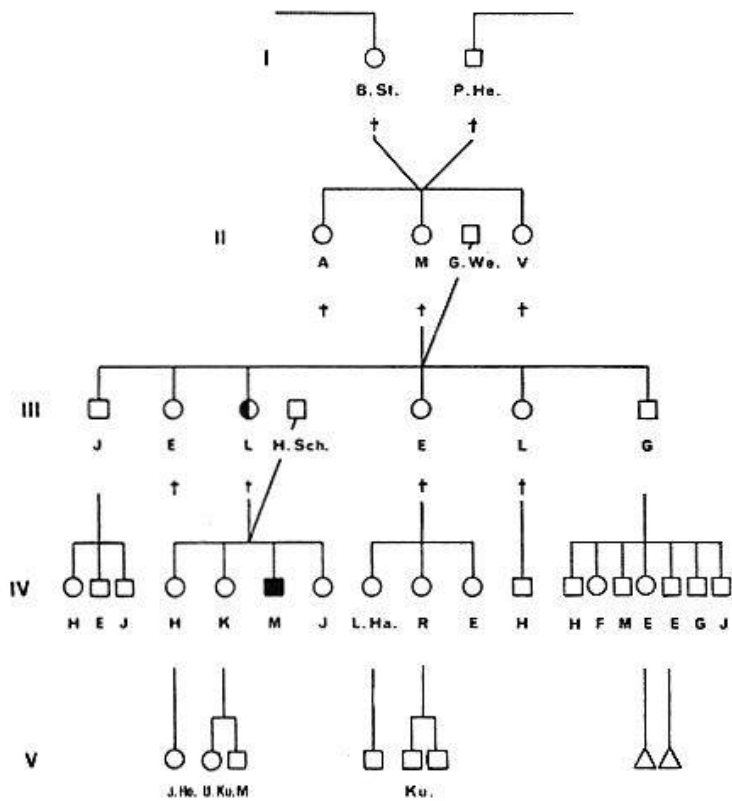 I
B.St. P.He.
† †
II
A M G.We. V
† † †
III
J E L H.Sch. E L G
† † † †
IV
H E J H K M J L.Ha. R E H H F M E E G J
V
J.He. U.Ku.M Ku.